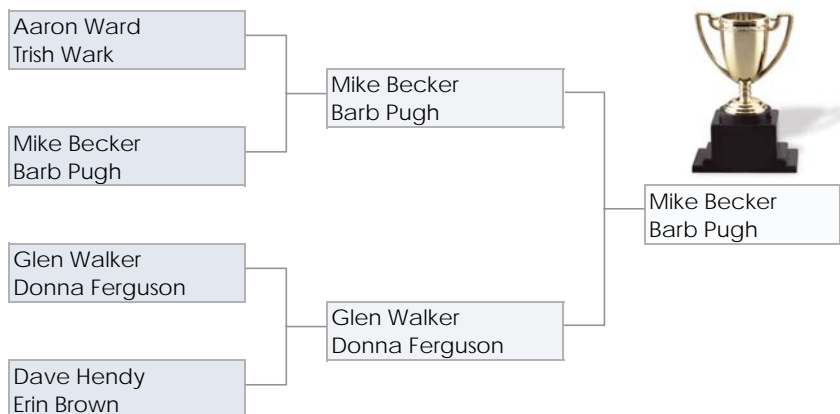 Aaron Ward
Trish Wark
Mike Becker
Barb Pugh
Glen Walker
Donna Ferguson
Dave Hendy
Erin Brown
Mike Becker
Barb Pugh
Glen Walker
Donna Ferguson
Mike Becker
Barb Pugh